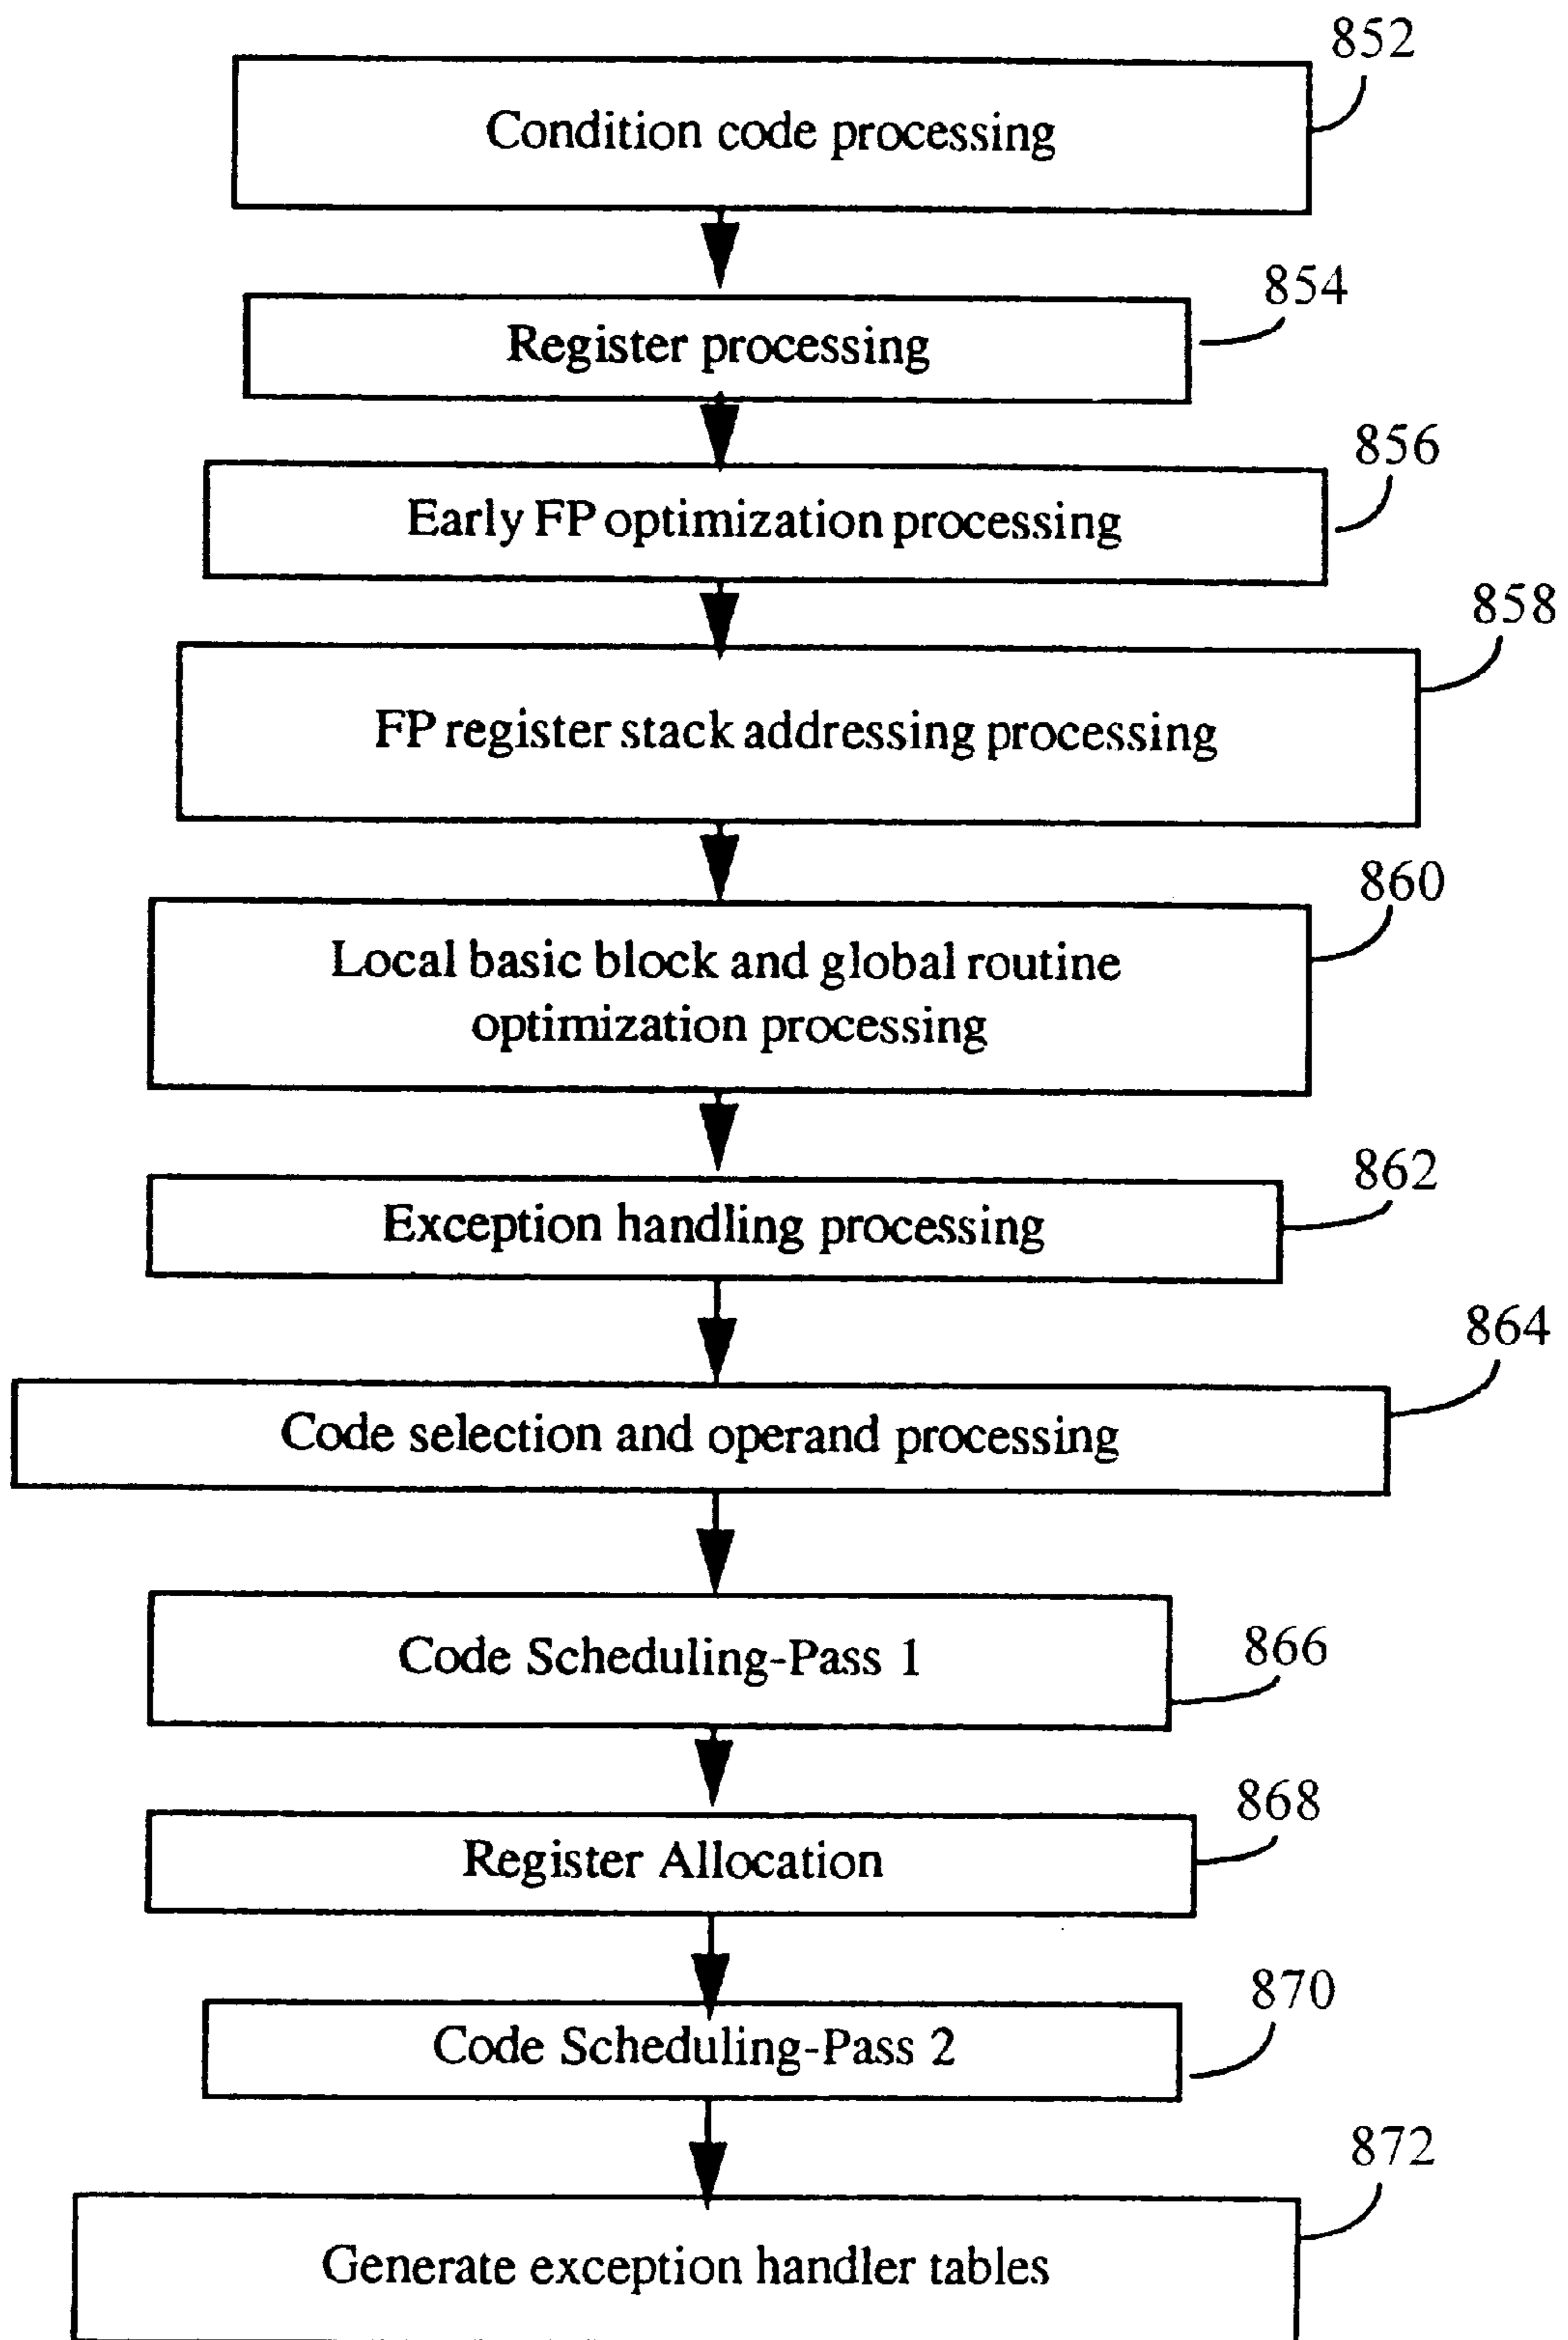 852
Condition code processing
854
Register processing
856
Early FP optimization processing
858
FP register stack addressing processing
860
Local basic block and global routine
optimization processing
862
Exception handling processing
864
Code selection and operand processing
Code Scheduling-Pass 1
866
868
Register Allocation
870
Code Scheduling-Pass 2
872
Generate exception handler tables